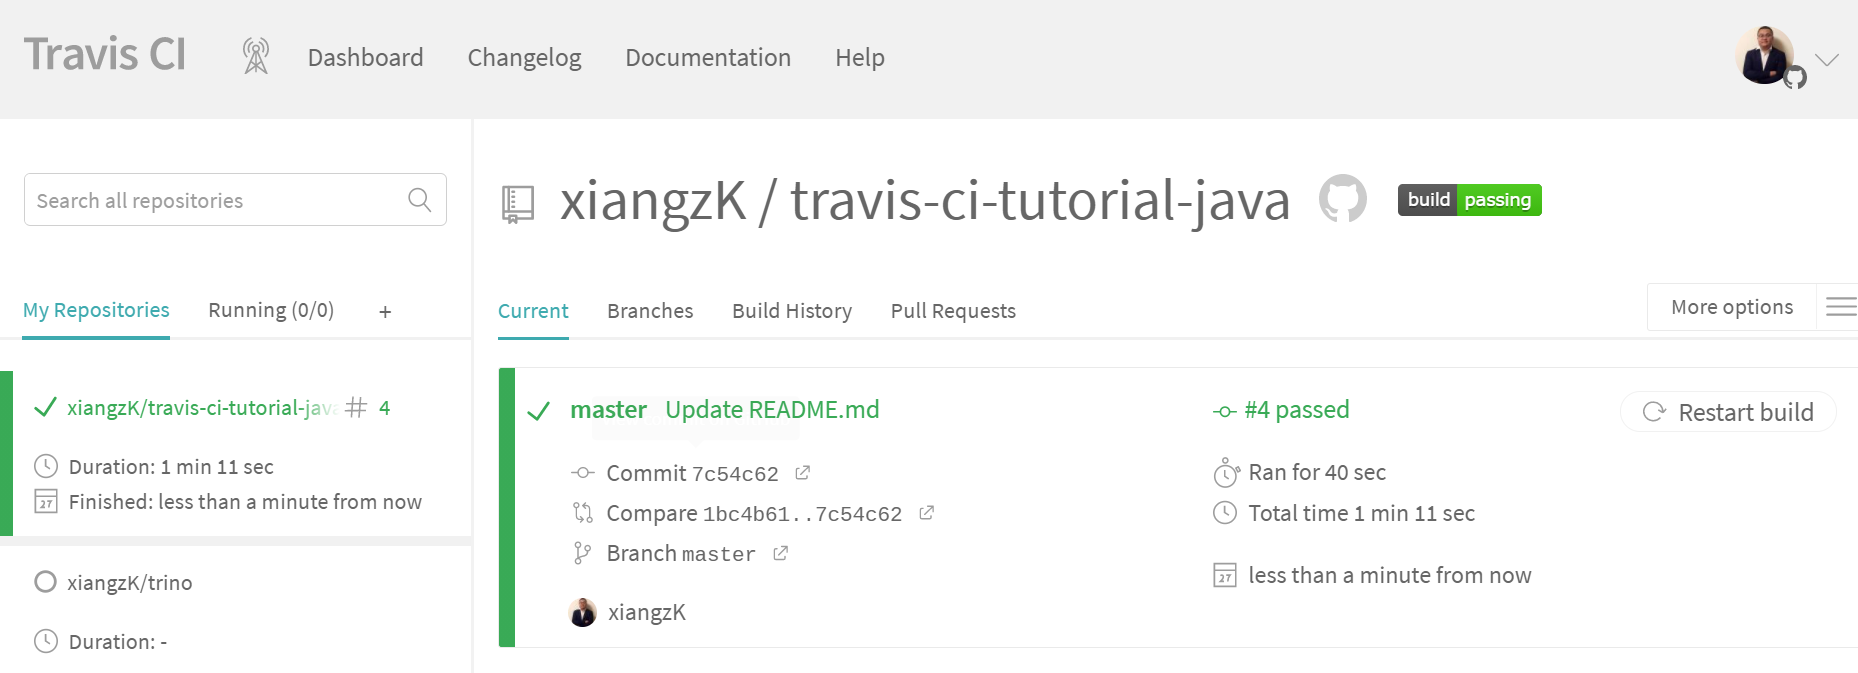 Travis CI Dashboard Changelog Documentation Help
Search all repositories
xiangzK / travis-ci-tutorial-java build passing
My Repositories Running (0/0) +
Current Branches Build History Pull Requests More options
xiangzK/travis-ci-tutorial-java # 4
Duration: 1 min 11 sec
27 Finished: less than a minute from now
xiangzK/trino
Duration: -
master Update README.md #4 passed Restart build
Commit 7c54c62 Ran for 40 sec
Compare 1bc4b61..7c54c62 Total time 1 min 11 sec
Branch master 27 less than a minute from now
xiangzK